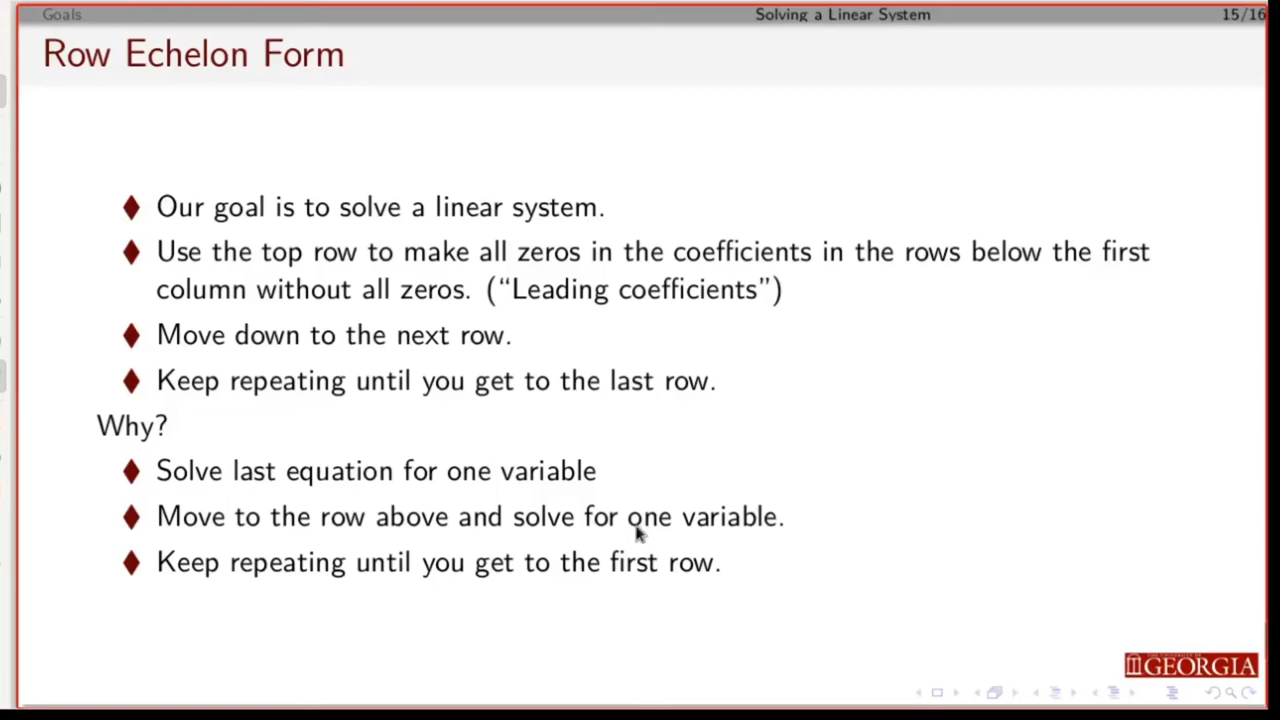 Goals
Solving a Linear System
15/16
Row Echelon Form
Our goal is to solve a linear system.
Use the top row to make all zeros in the coefficients in the rows below the first
column without all zeros. (“Leading coefficients”)
Move down to the next row.
Keep repeating until you get to the last row.
Why?
Solve last equation for one variable
Move to the row above and solve for one variable.
Keep repeating until you get to the first row.
GEORGIA